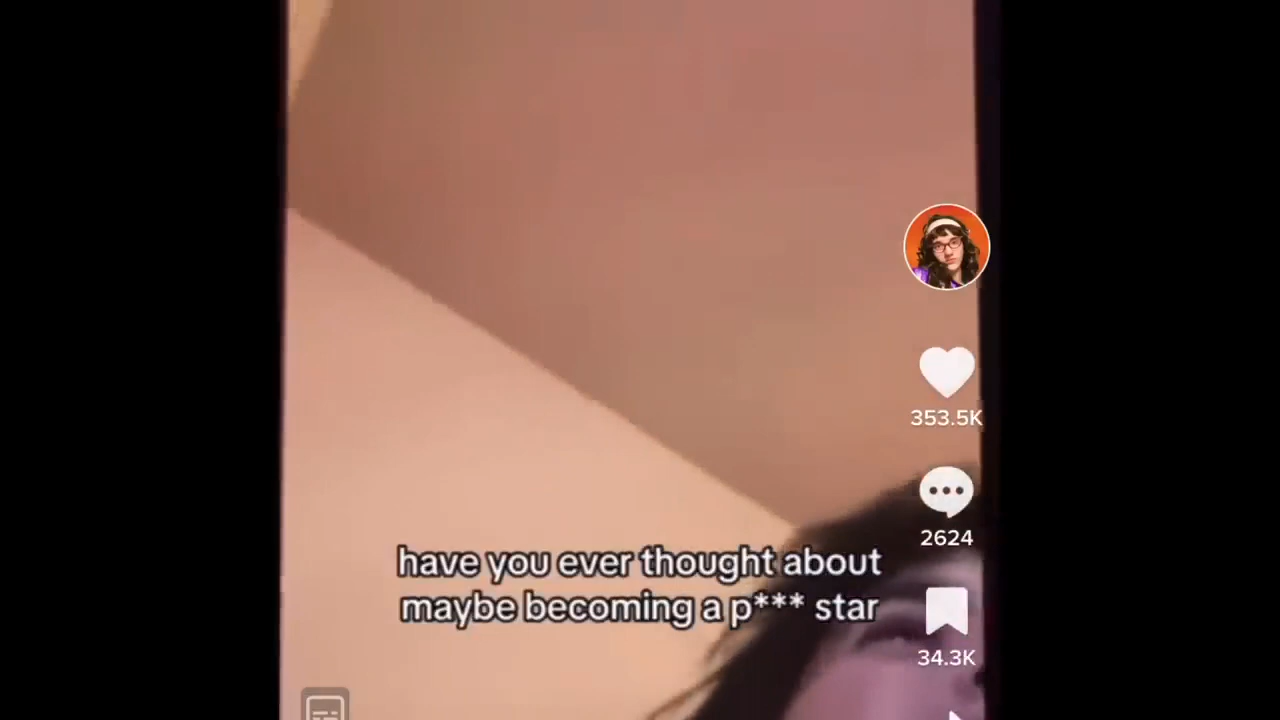 353.5K
2624
have you ever thought about
maybe becoming a p*** star
34.3K